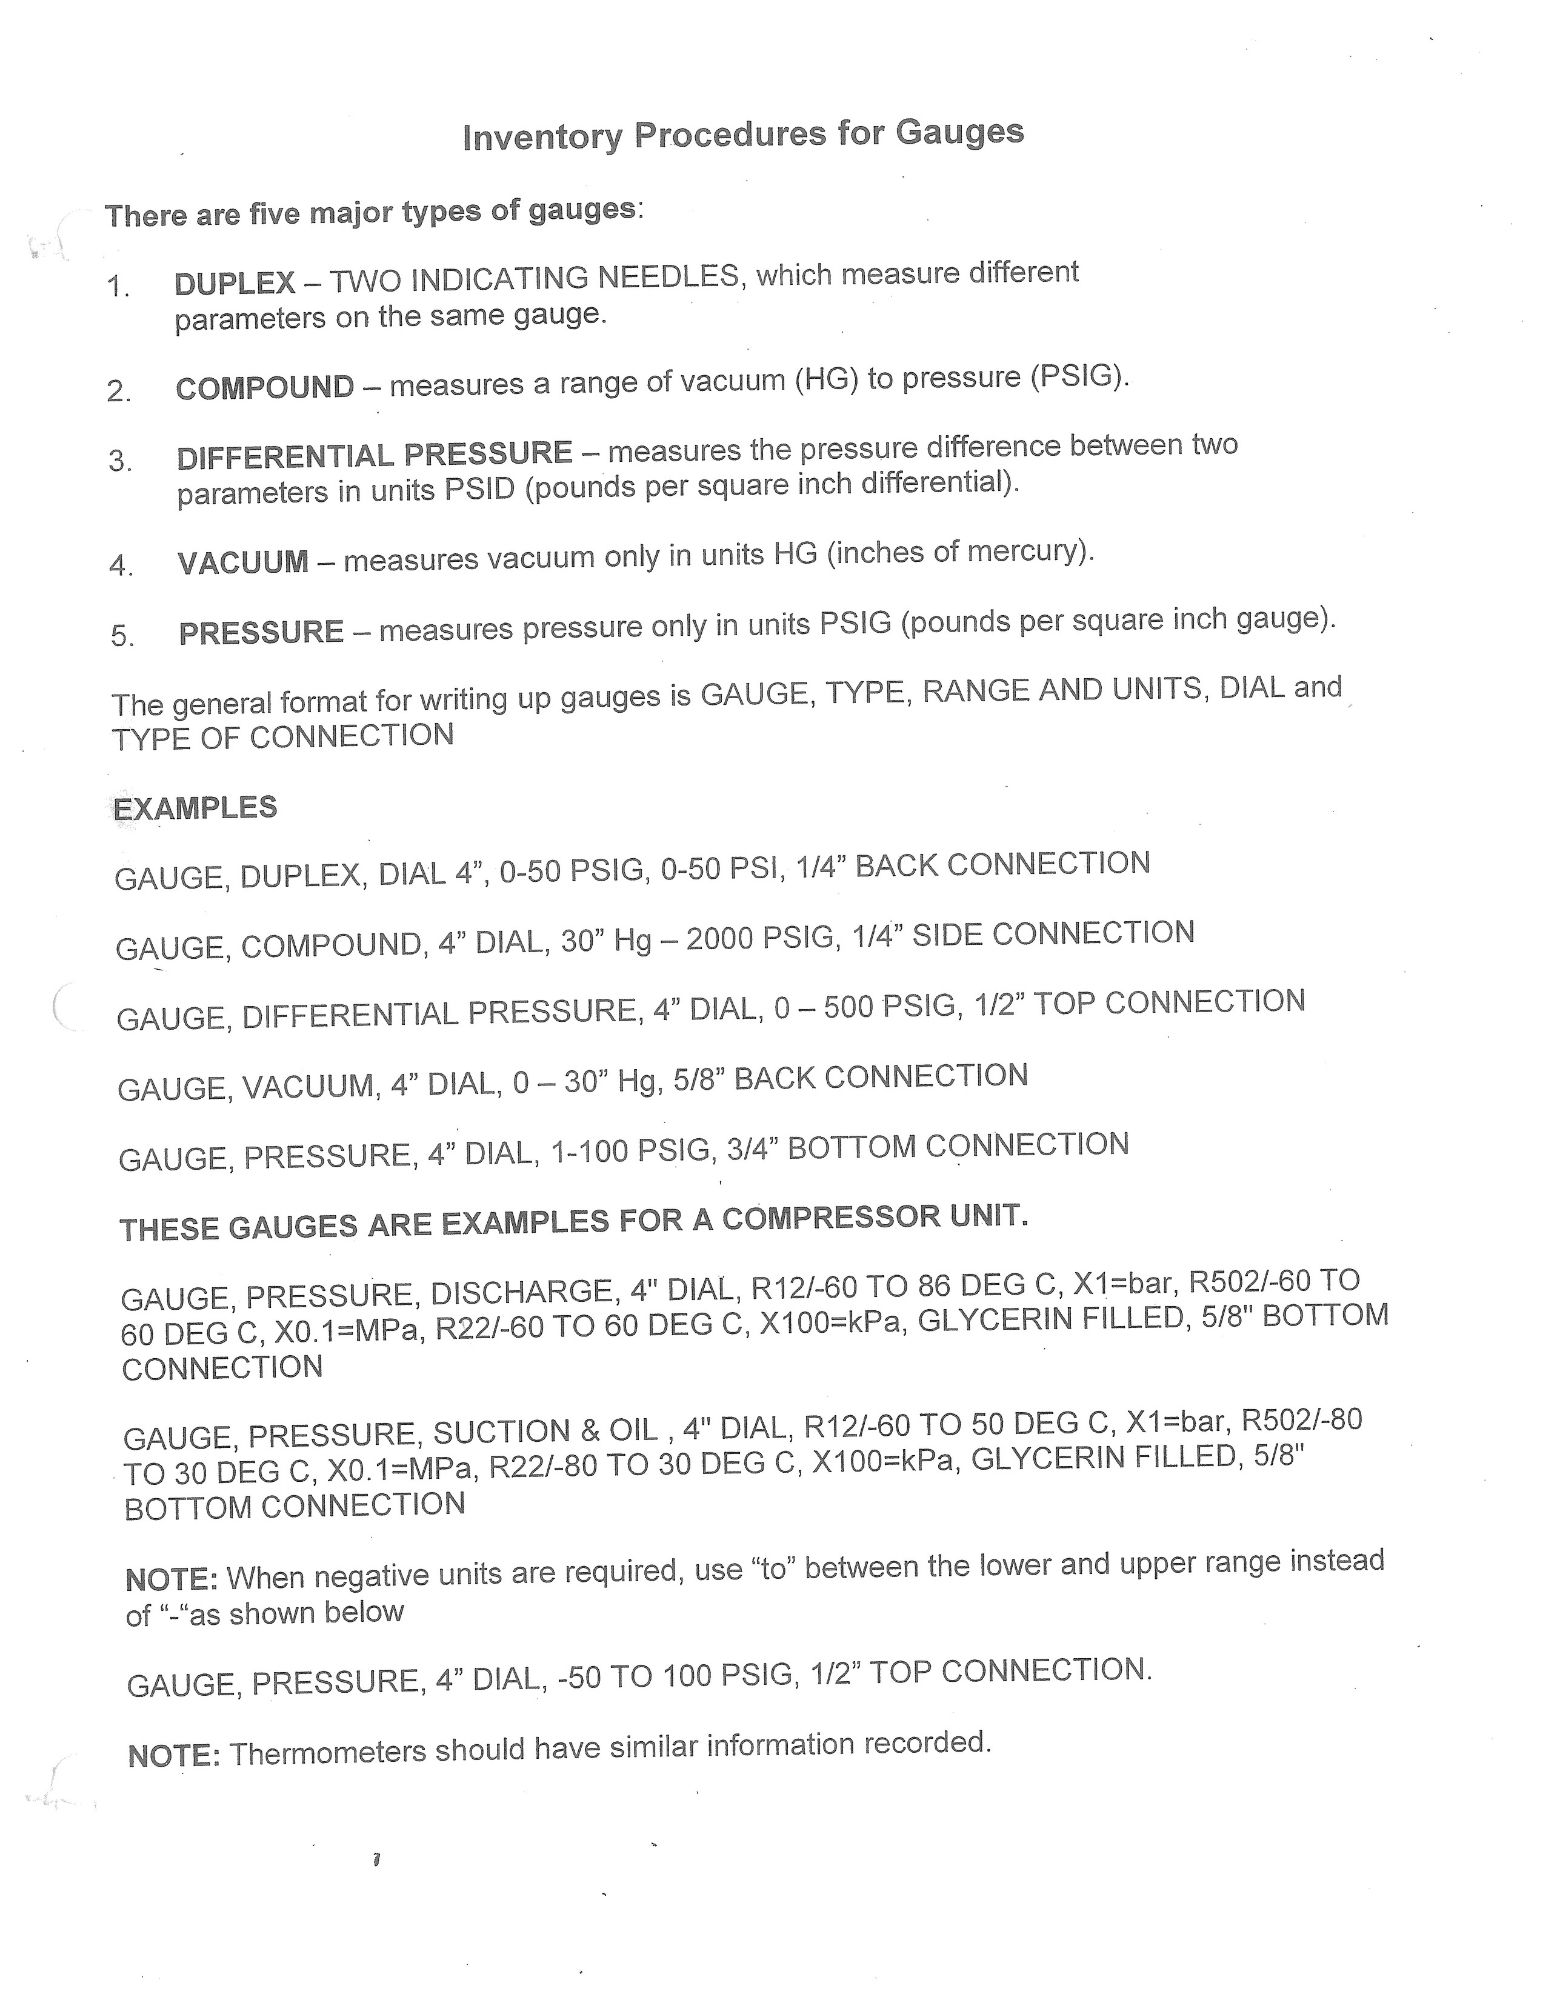 Inventory Procedures for Gauges
There are five major types of gauges:
1. DUPLEX – TWO INDICATING NEEDLES, which measure different
parameters on the same gauge.
2. COMPOUND – measures a range of vacuum (HG) to pressure (PSIG).
3. DIFFERENTIAL PRESSURE – measures the pressure difference between two
parameters in units PSID (pounds per square inch differential).
4. VACUUM – measures vacuum only in units HG (inches of mercury).
5. PRESSURE – measures pressure only in units PSIG (pounds per square inch gauge).
The general format for writing up gauges is GAUGE, TYPE, RANGE AND UNITS, DIAL and
TYPE OF CONNECTION
EXAMPLES
GAUGE, DUPLEX, DIAL 4”, 0-50 PSIG, 0-50 PSI, 1/4” BACK CONNECTION
GAUGE, COMPOUND, 4” DIAL, 30” Hg – 2000 PSIG, 1/4” SIDE CONNECTION
GAUGE, DIFFERENTIAL PRESSURE, 4” DIAL, 0 – 500 PSIG, 1/2” TOP CONNECTION
GAUGE, VACUUM, 4” DIAL, 0 – 30” Hg, 5/8” BACK CONNECTION
GAUGE, PRESSURE, 4” DIAL, 1-100 PSIG, 3/4” BOTTOM CONNECTION
THESE GAUGES ARE EXAMPLES FOR A COMPRESSOR UNIT.
GAUGE, PRESSURE, DISCHARGE, 4" DIAL, R12/-60 TO 86 DEG C, X1=bar, R502/-60 TO
60 DEG C, X0.1=MPa, R22/-60 TO 60 DEG C, X100=kPa, GLYCERIN FILLED, 5/8" BOTTOM
CONNECTION
GAUGE, PRESSURE, SUCTION & OIL , 4" DIAL, R12/-60 TO 50 DEG C, X1=bar, R502/-80
TO 30 DEG C, X0.1=MPa, R22/-80 TO 30 DEG C, X100=kPa, GLYCERIN FILLED, 5/8"
BOTTOM CONNECTION
NOTE: When negative units are required, use “to” between the lower and upper range instead
of “-“as shown below
GAUGE, PRESSURE, 4” DIAL, -50 TO 100 PSIG, 1/2” TOP CONNECTION.
NOTE: Thermometers should have similar information recorded.